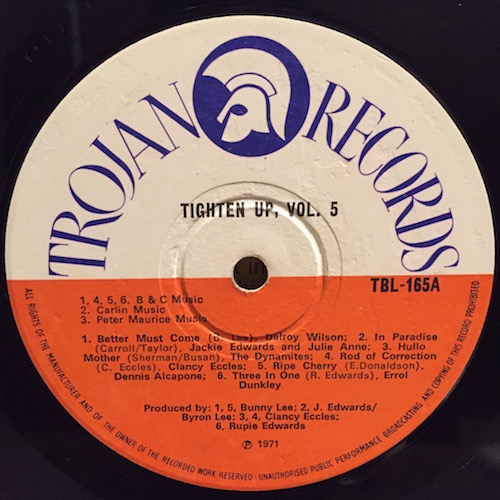 TROJAN RECORDS
TIGHTEN UP, VOL. 5
TBL-165A
1, 4, 5, 6. B & C Music
2. Carlin Music
3. Peter Maurice Music
1. Better Must Come (B. Lee), Delroy Wilson; 2. In Paradise
(Carroll/Taylor), Jackie Edwards and Julie Anne; 3. Hullo
Mother (Sherman/Busan), The Dynamites; 4. Rod of Correction
(C. Eccles), Clancy Eccles; 5. Ripe Cherry (E.Donaldson),
Dennis Alcapone; 6. Three In One (R. Edwards), Errol
Dunkley
Produced by: 1, 5, Bunny Lee; 2, J. Edwards/
Byron Lee; 3, 4, Clancy Eccles;
6, Rupie Edwards
Ⓟ 1971
ALL RIGHTS OF THE MANUFACTURER AND OF THE OWNER OF THE RECORDED WORK RESERVED - UNAUTHORISED PUBLIC PERFORMANCE BROADCASTING AND COPYING OF THIS RECORD PROHIBITED